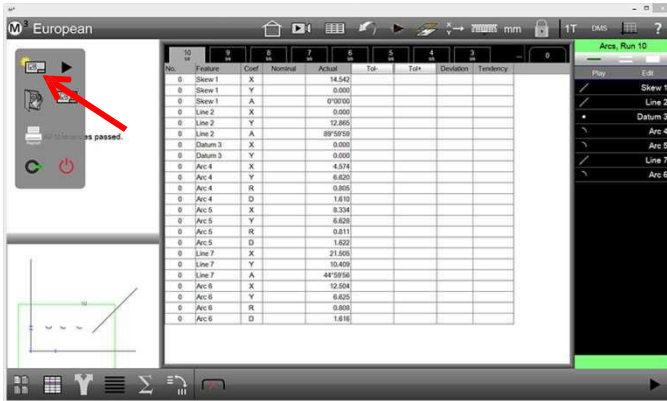 M³ European
mm
1T
DMS
?
10
9
8
7
6
5
4
3
...
0
Arcs, Run 10
No. Feature Coef Nominal Actual Tol- Tol+ Deviation Tendency
Play Edit
0 Skew 1 X 14.542
0 Skew 1 Y 0.000
0 Skew 1 A 0°00'00
0 Line 2 X 0.000
0 Line 2 Y 12.865
0 Line 2 A 89°59'59
0 Datum 3 X 0.000
0 Datum 3 Y 0.000
0 Arc 4 X 4.574
0 Arc 4 Y 6.620
0 Arc 4 R 0.805
0 Arc 4 D 1.610
0 Arc 5 X 8.334
0 Arc 5 Y 6.628
0 Arc 5 R 0.811
0 Arc 5 D 1.622
0 Line 7 X 21.505
0 Line 7 Y 10.409
0 Line 7 A 44°59'56
0 Arc 6 X 12.504
0 Arc 6 Y 6.625
0 Arc 6 R 0.808
0 Arc 6 D 1.616
Skew 1
Line 2
Datum 3
Arc 4
Arc 5
Line 7
Arc 6
All tolerances passed.
Report
10